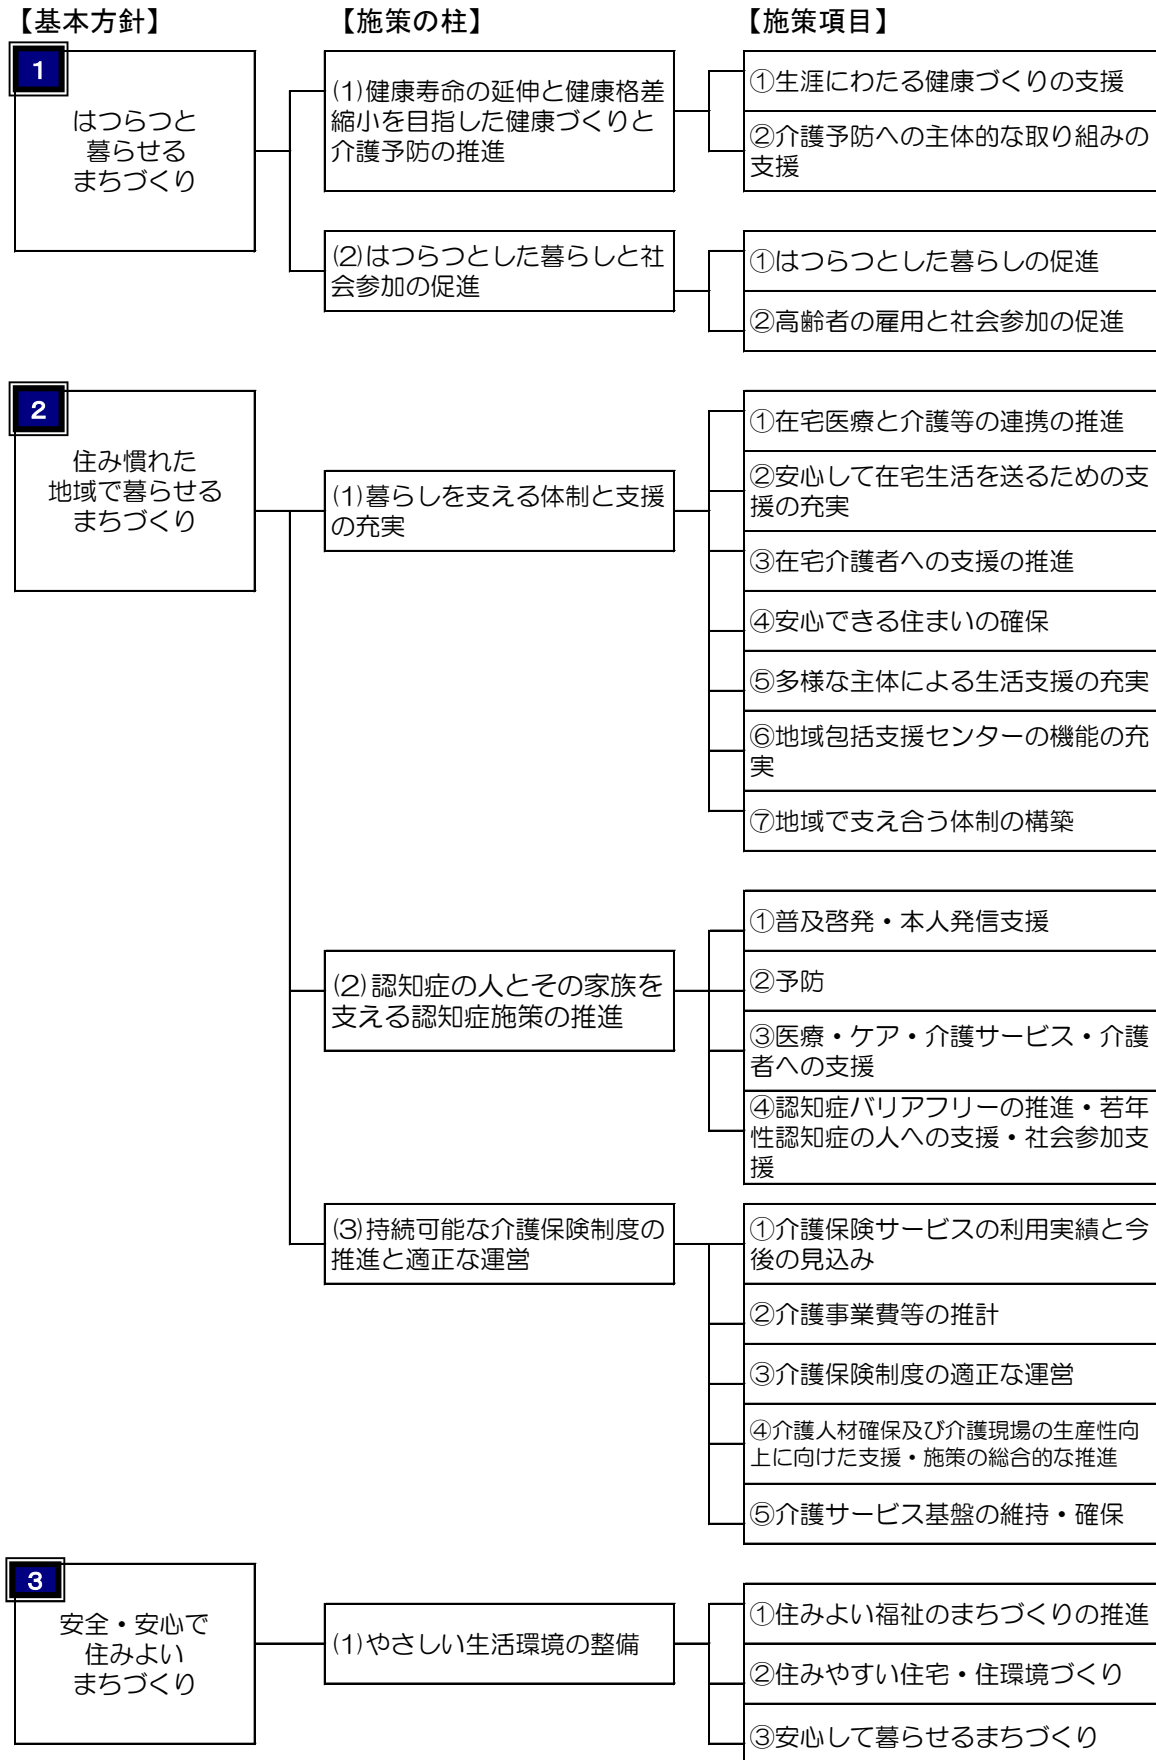 【基本方針】
【施策の柱】
【施策項目】
1
はつらつと
暮らせる
まちづくり
(1)健康寿命の延伸と健康格差
縮小を目指した健康づくりと
介護予防の推進
①生涯にわたる健康づくりの支援
②介護予防への主体的な取り組みの
支援
(2)はつらつとした暮らしと社
会参加の促進
①はつらつとした暮らしの促進
②高齢者の雇用と社会参加の促進
2
住み慣れた
地域で暮らせる
まちづくり
(1)暮らしを支える体制と支援
の充実
①在宅医療と介護等の連携の推進
②安心して在宅生活を送るための支
援の充実
③在宅介護者への支援の推進
④安心できる住まいの確保
⑤多様な主体による生活支援の充実
⑥地域包括支援センターの機能の充
実
⑦地域で支え合う体制の構築
(2)認知症の人とその家族を
支える認知症施策の推進
①普及啓発・本人発信支援
②予防
③医療・ケア・介護サービス・介護
者への支援
④認知症バリアフリーの推進・若年
性認知症の人への支援・社会参加支
援
(3)持続可能な介護保険制度の
推進と適正な運営
①介護保険サービスの利用実績と今
後の見込み
②介護事業費等の推計
③介護保険制度の適正な運営
④介護人材確保及び介護現場の生産性向
上に向けた支援・施策の総合的な推進
⑤介護サービス基盤の維持・確保
3
安全・安心で
住みよい
まちづくり
(1)やさしい生活環境の整備
①住みよい福祉のまちづくりの推進
②住みやすい住宅・住環境づくり
③安心して暮らせるまちづくり